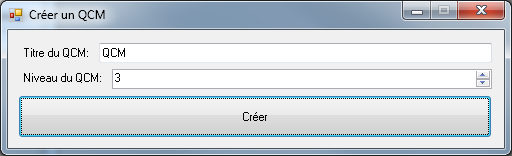 Créer un QCM
Titre du QCM: QCM
Niveau du QCM: 3
Créer